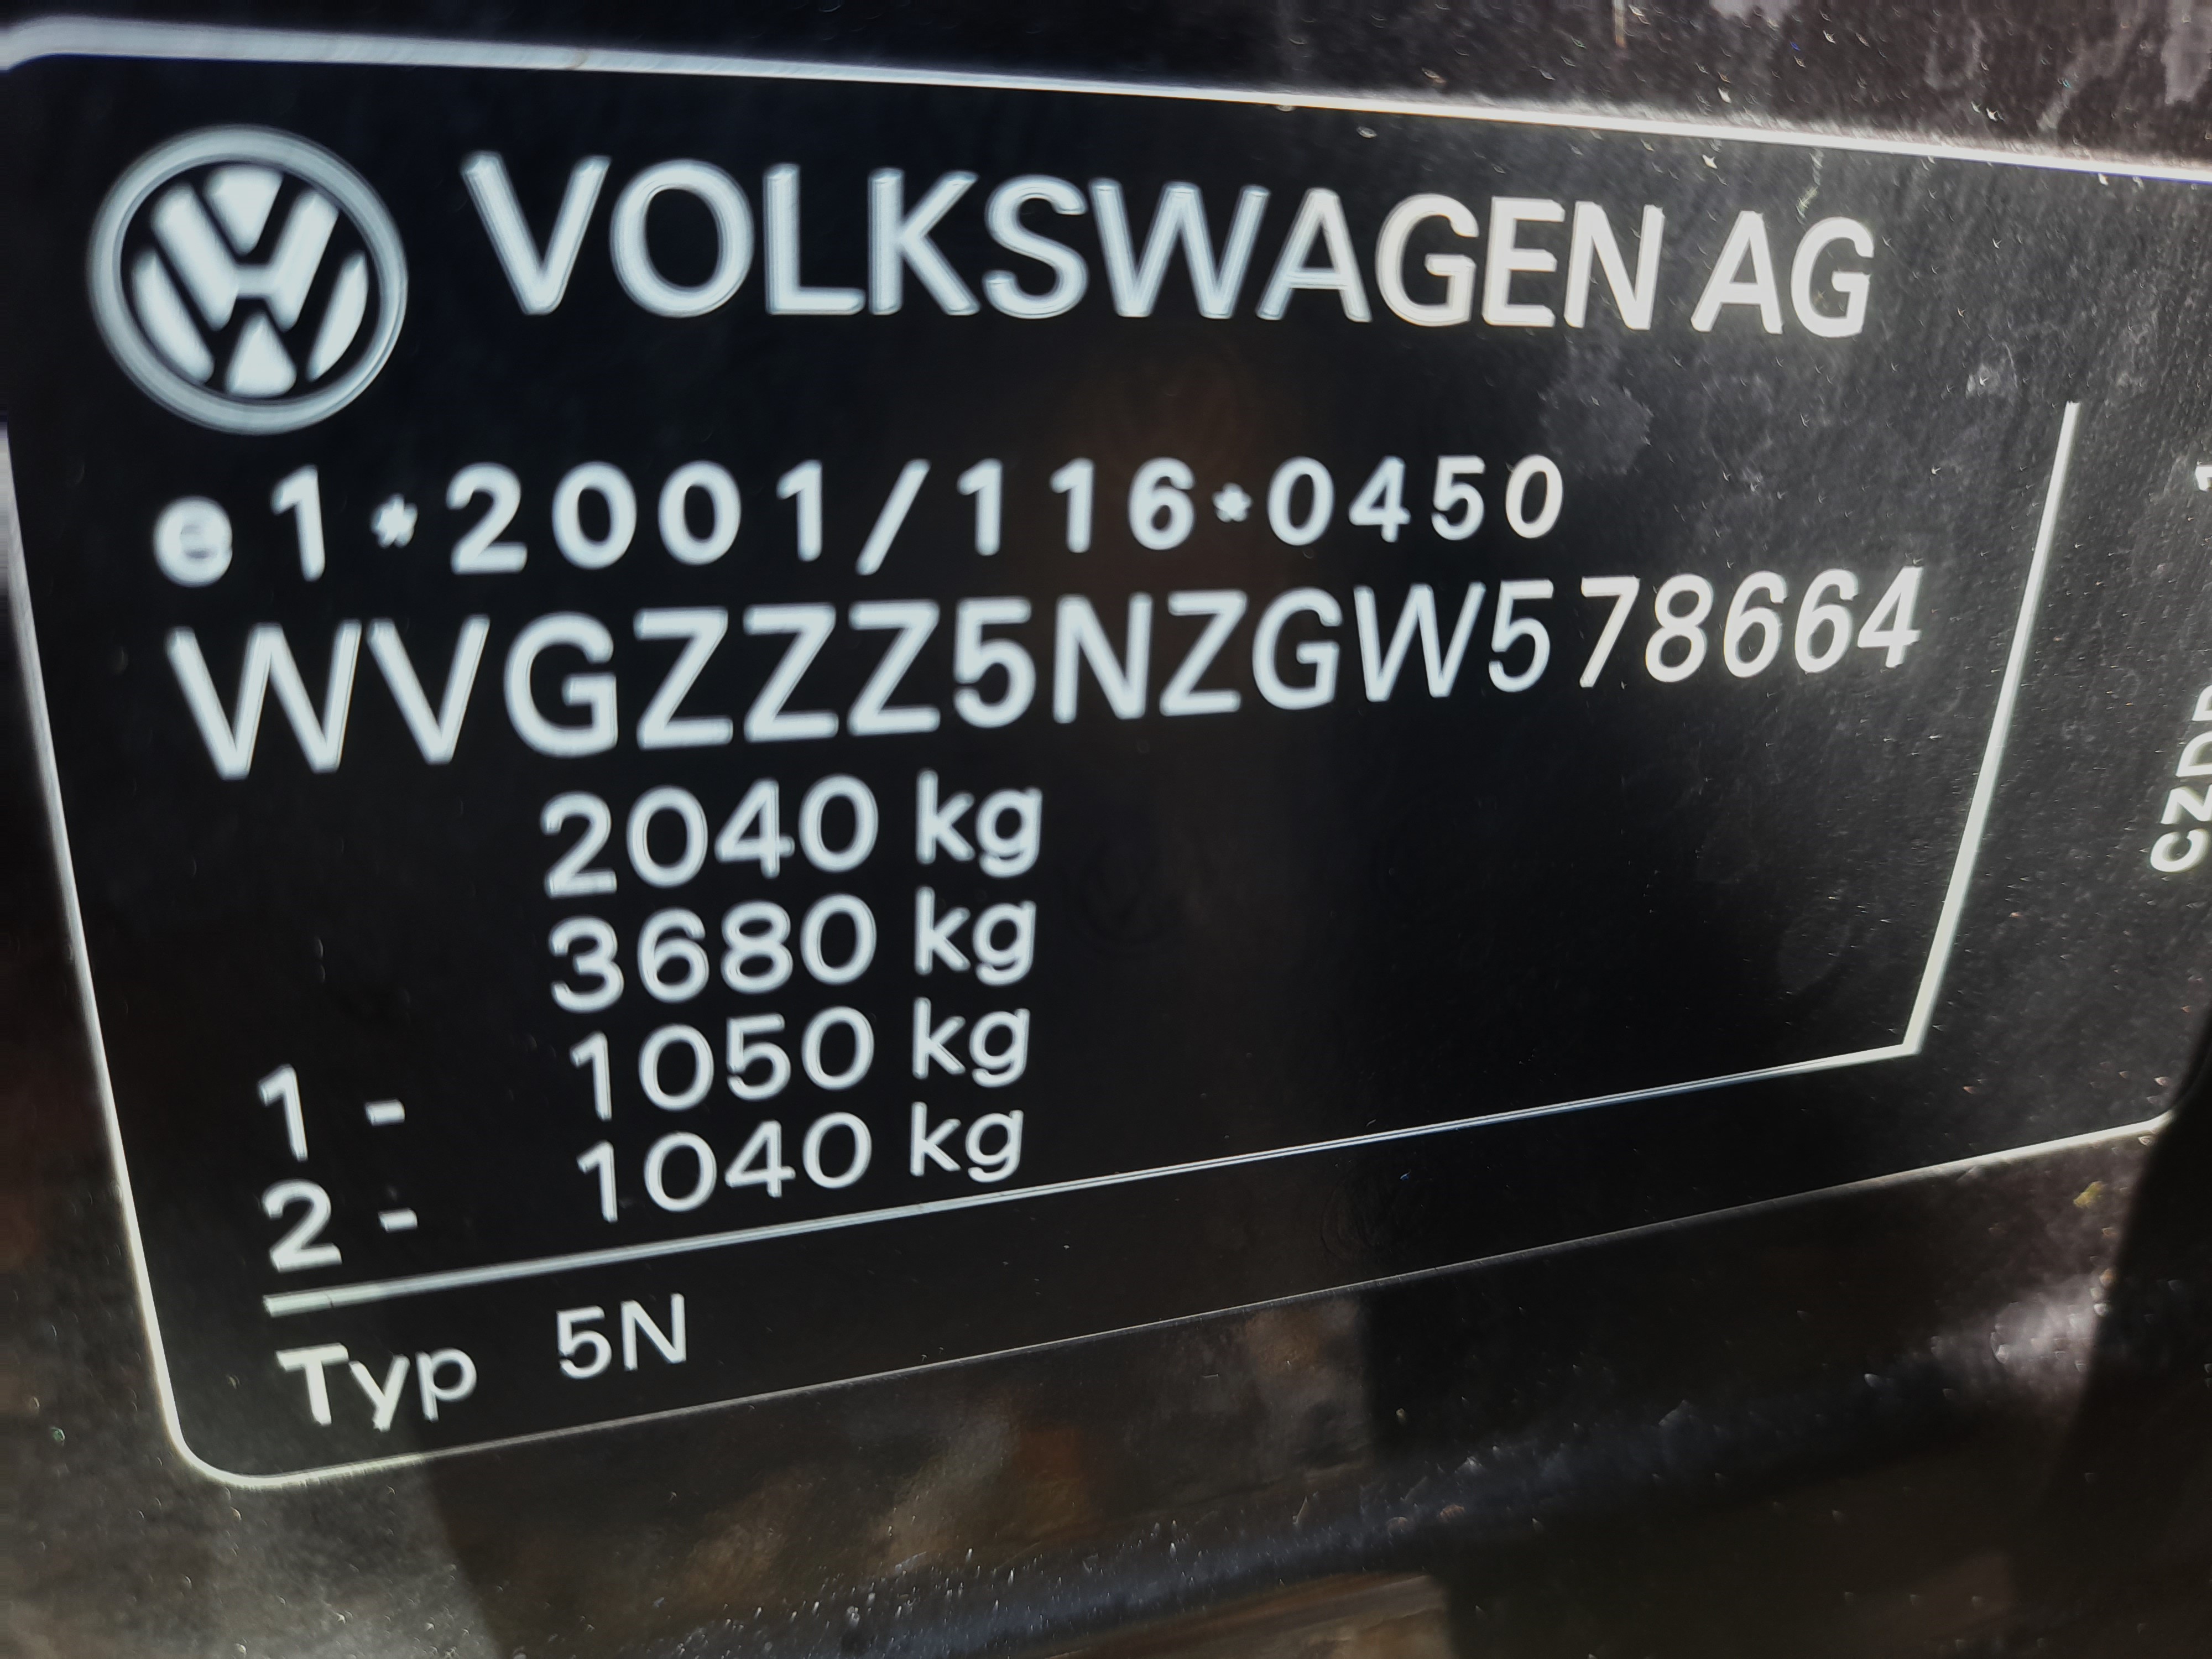 VOLKSWAGEN AG
e1*2001/116*0450
WVGZZZ5NZGW578664
2040 kg
3680 kg
1 - 1050 kg
2 - 1040 kg
Typ 5N